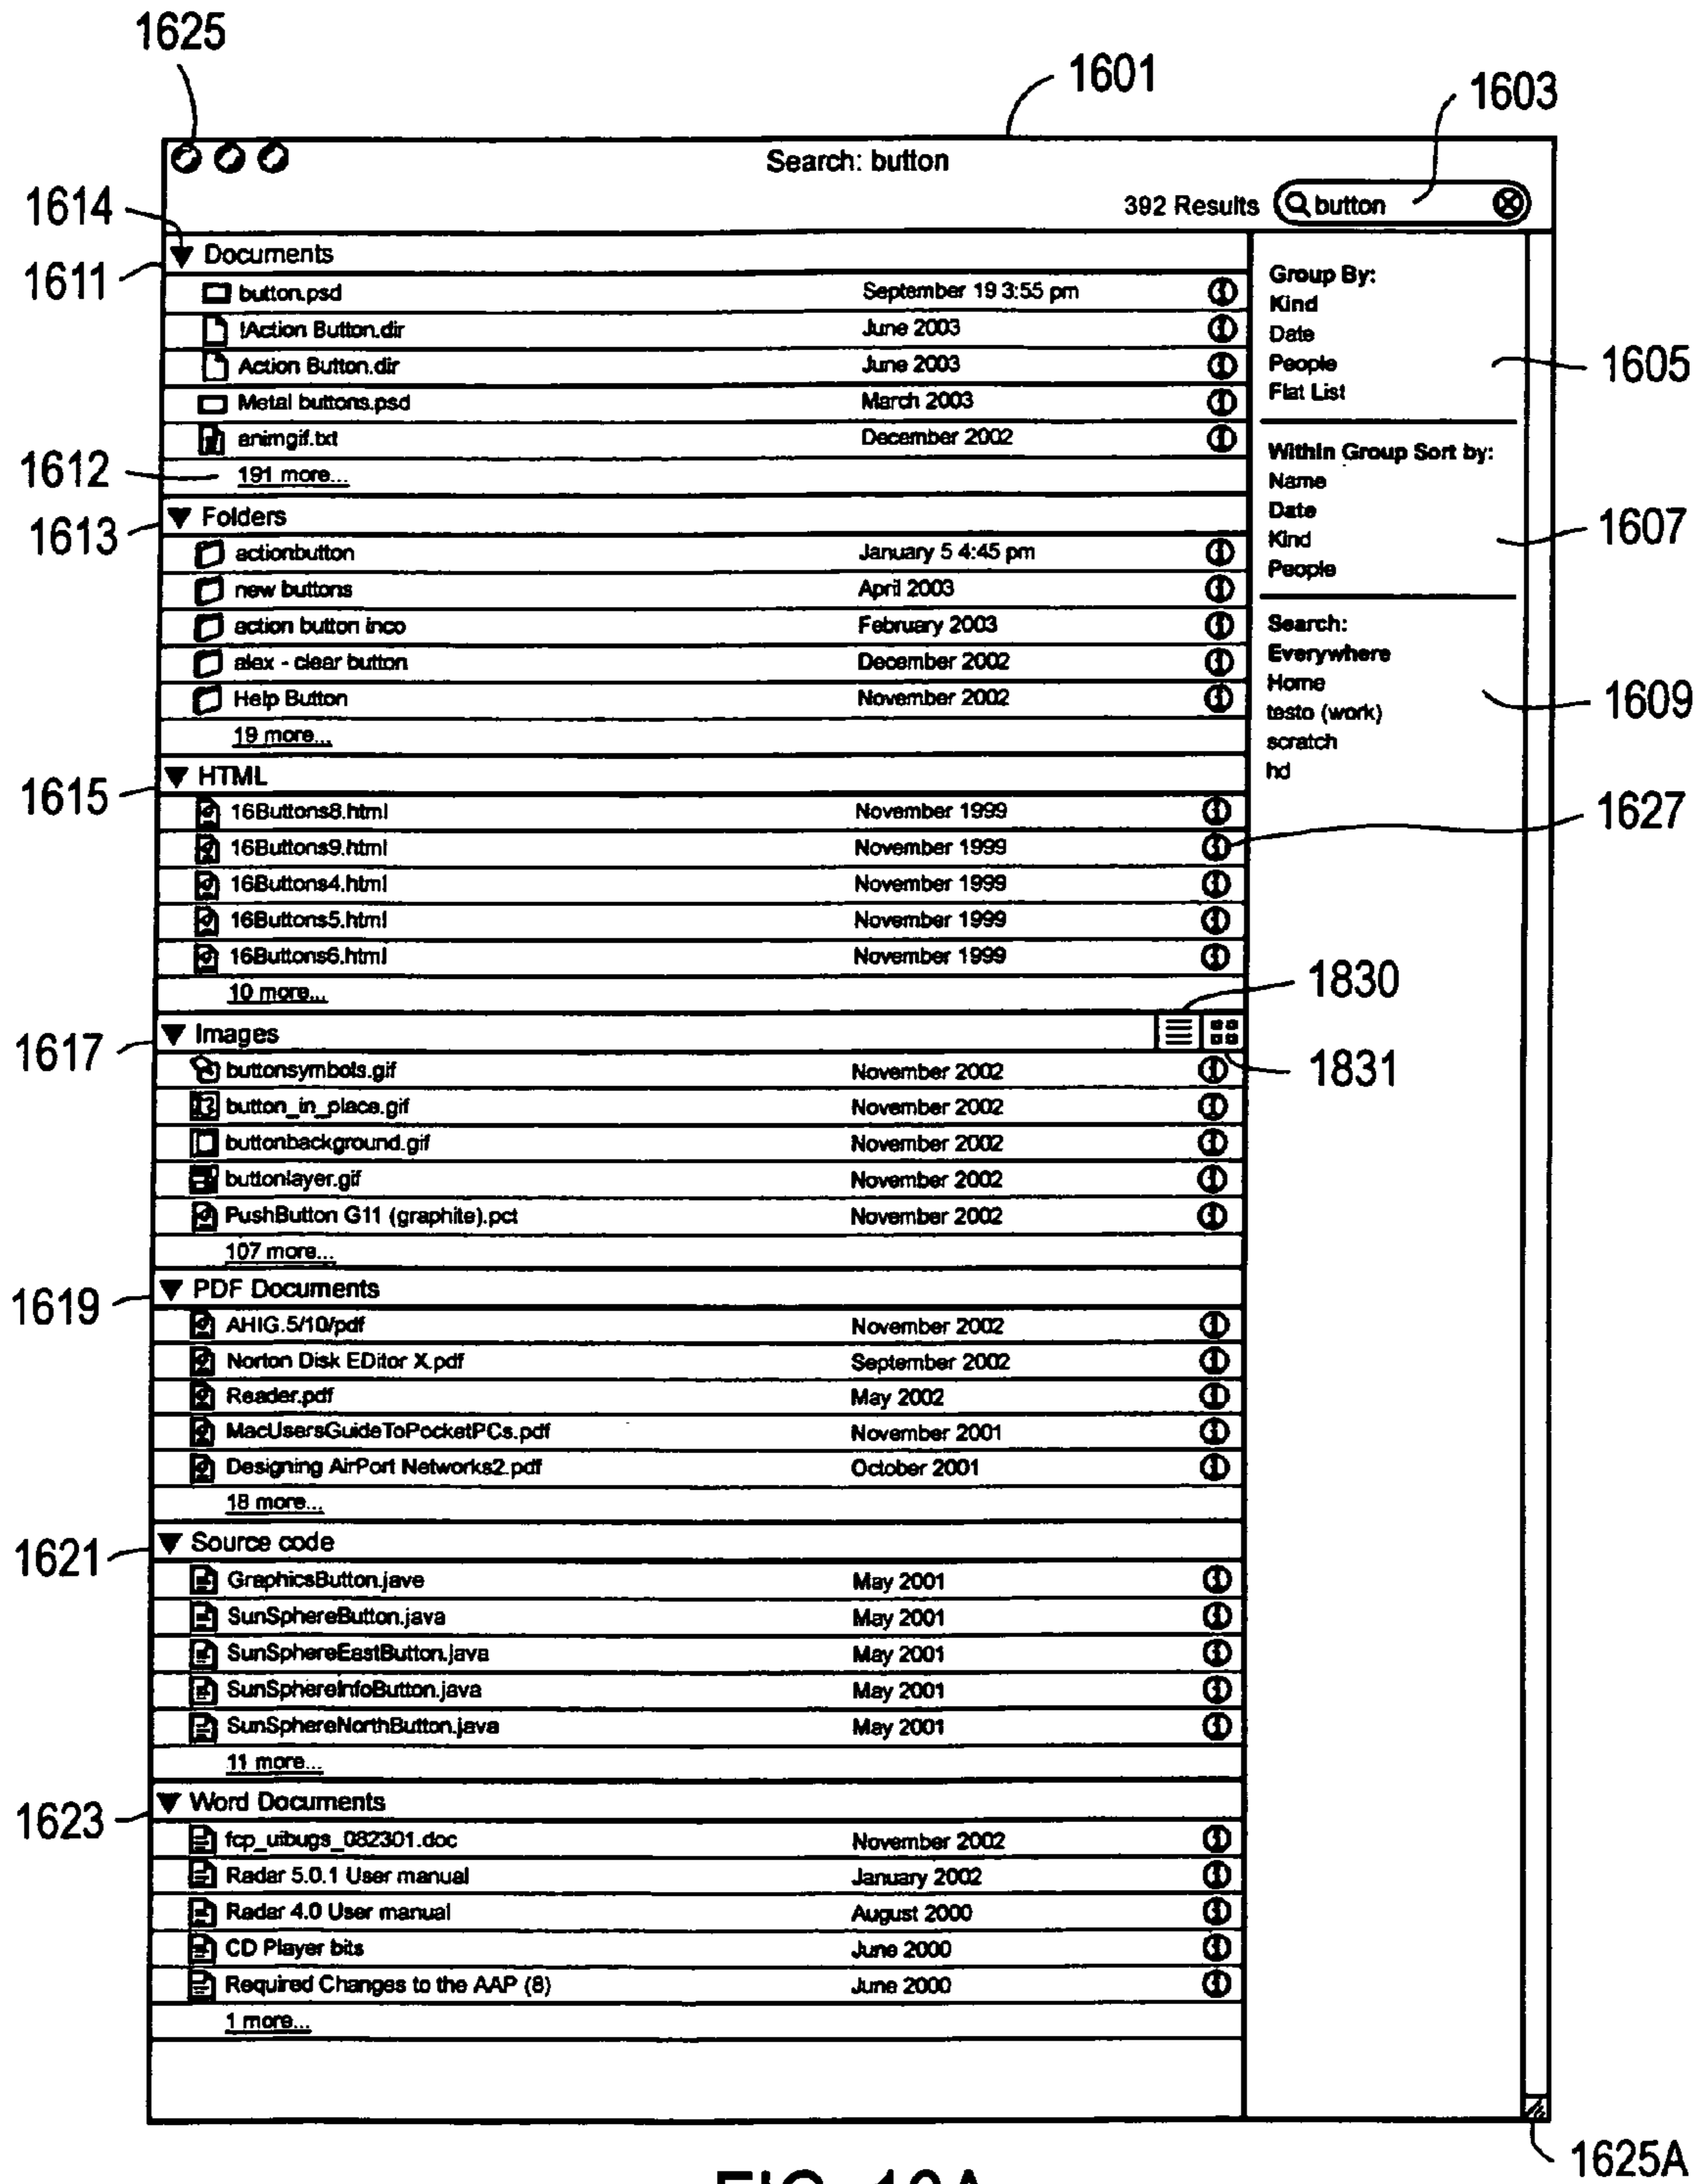 1625
1601
1603
Search: button
392 Results button
1614
1611
Documents
button.psd September 19 3:55 pm
!Action Button.dir June 2003
Action Button.dir June 2003
Metal buttons.psd March 2003
animgif.txt December 2002
1612
191 more...
1613
Folders
actionbutton January 5 4:45 pm
new buttons April 2003
action button inco February 2003
alex - clear button December 2002
Help Button November 2002
19 more...
1615
HTML
16Buttons8.html November 1999
16Buttons9.html November 1999
16Buttons4.html November 1999
16Buttons5.html November 1999
16Buttons6.html November 1999
10 more...
1830
1617
Images
1831
buttonsymbols.gif November 2002
button_in_place.gif November 2002
buttonbackground.gif November 2002
buttonlayer.gif November 2002
PushButton G11 (graphite).pct November 2002
107 more...
1619
PDF Documents
AHIG.5/10/pdf November 2002
Norton Disk EDitor X.pdf September 2002
Reader.pdf May 2002
MacUsersGuideToPocketPCs.pdf November 2001
Designing AirPort Networks2.pdf October 2001
18 more...
1621
Source code
GraphicsButton.jave May 2001
SunSphereButton.java May 2001
SunSphereEastButton.java May 2001
SunSphereInfoButton.java May 2001
SunSphereNorthButton.java May 2001
11 more...
1623
Word Documents
fcp_uibugs_082301.doc November 2002
Radar 5.0.1 User manual January 2002
Radar 4.0 User manual August 2000
CD Player bits June 2000
Required Changes to the AAP (8) June 2000
1 more...
Group By:
Kind
Date
People
Flat List
1605
Within Group Sort by:
Name
Date
Kind
People
1607
Search:
Everywhere
Home
testo (work)
scratch
hd
1609
1627
1625A
FIG. 18A